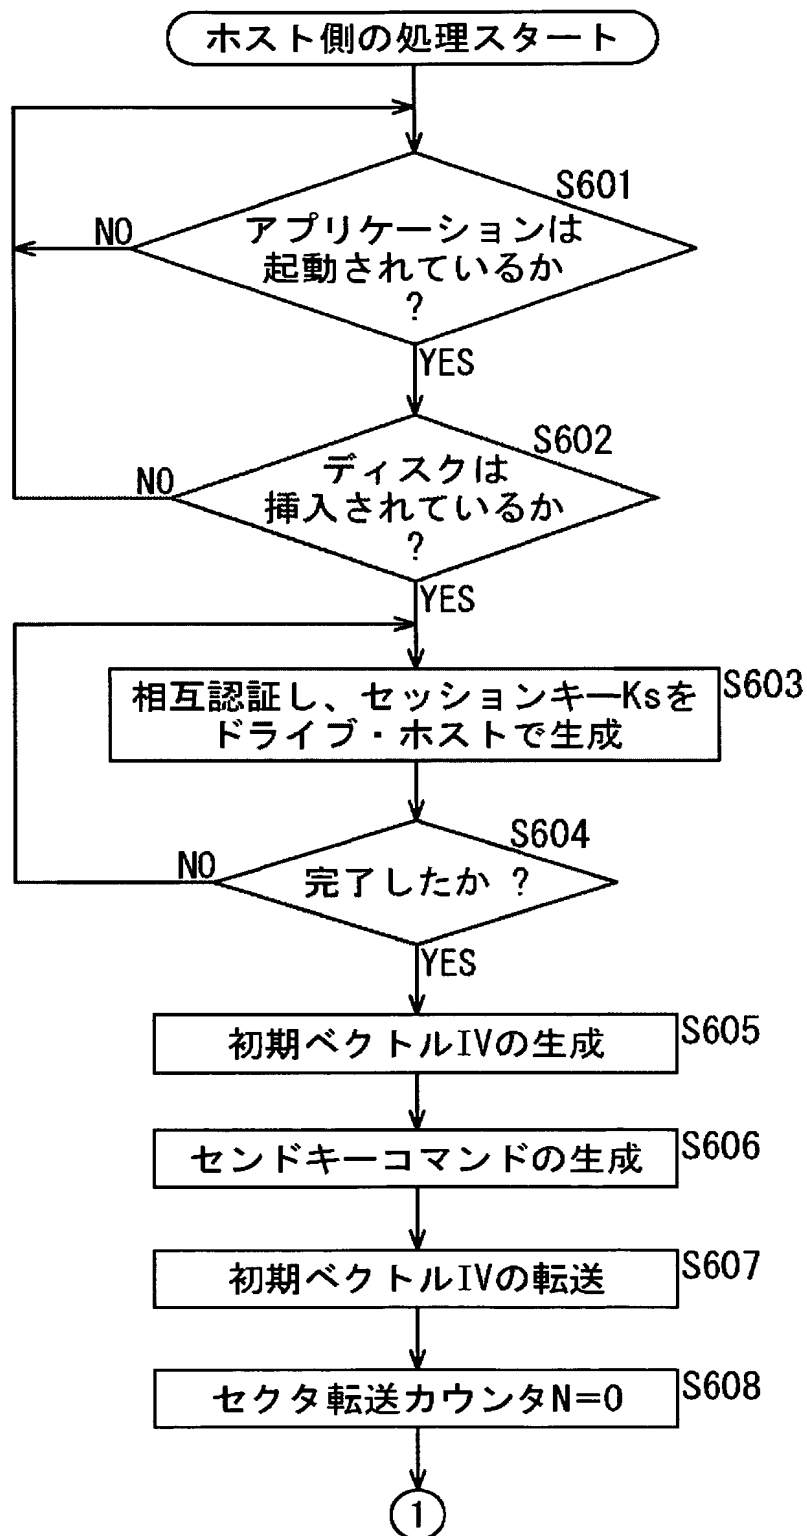 ホスト側の処理スタート
S601
NO
アプリケーションは
起動されているか
?
YES
S602
NO
ディスクは
挿入されているか
?
YES
S603
相互認証し、セッションキーKsを
ドライブ・ホストで生成
S604
NO
完了したか ?
YES
初期ベクトルIVの生成
S605
センドキーコマンドの生成
S606
初期ベクトルIVの転送
S607
セクタ転送カウンタN=0
S608
1